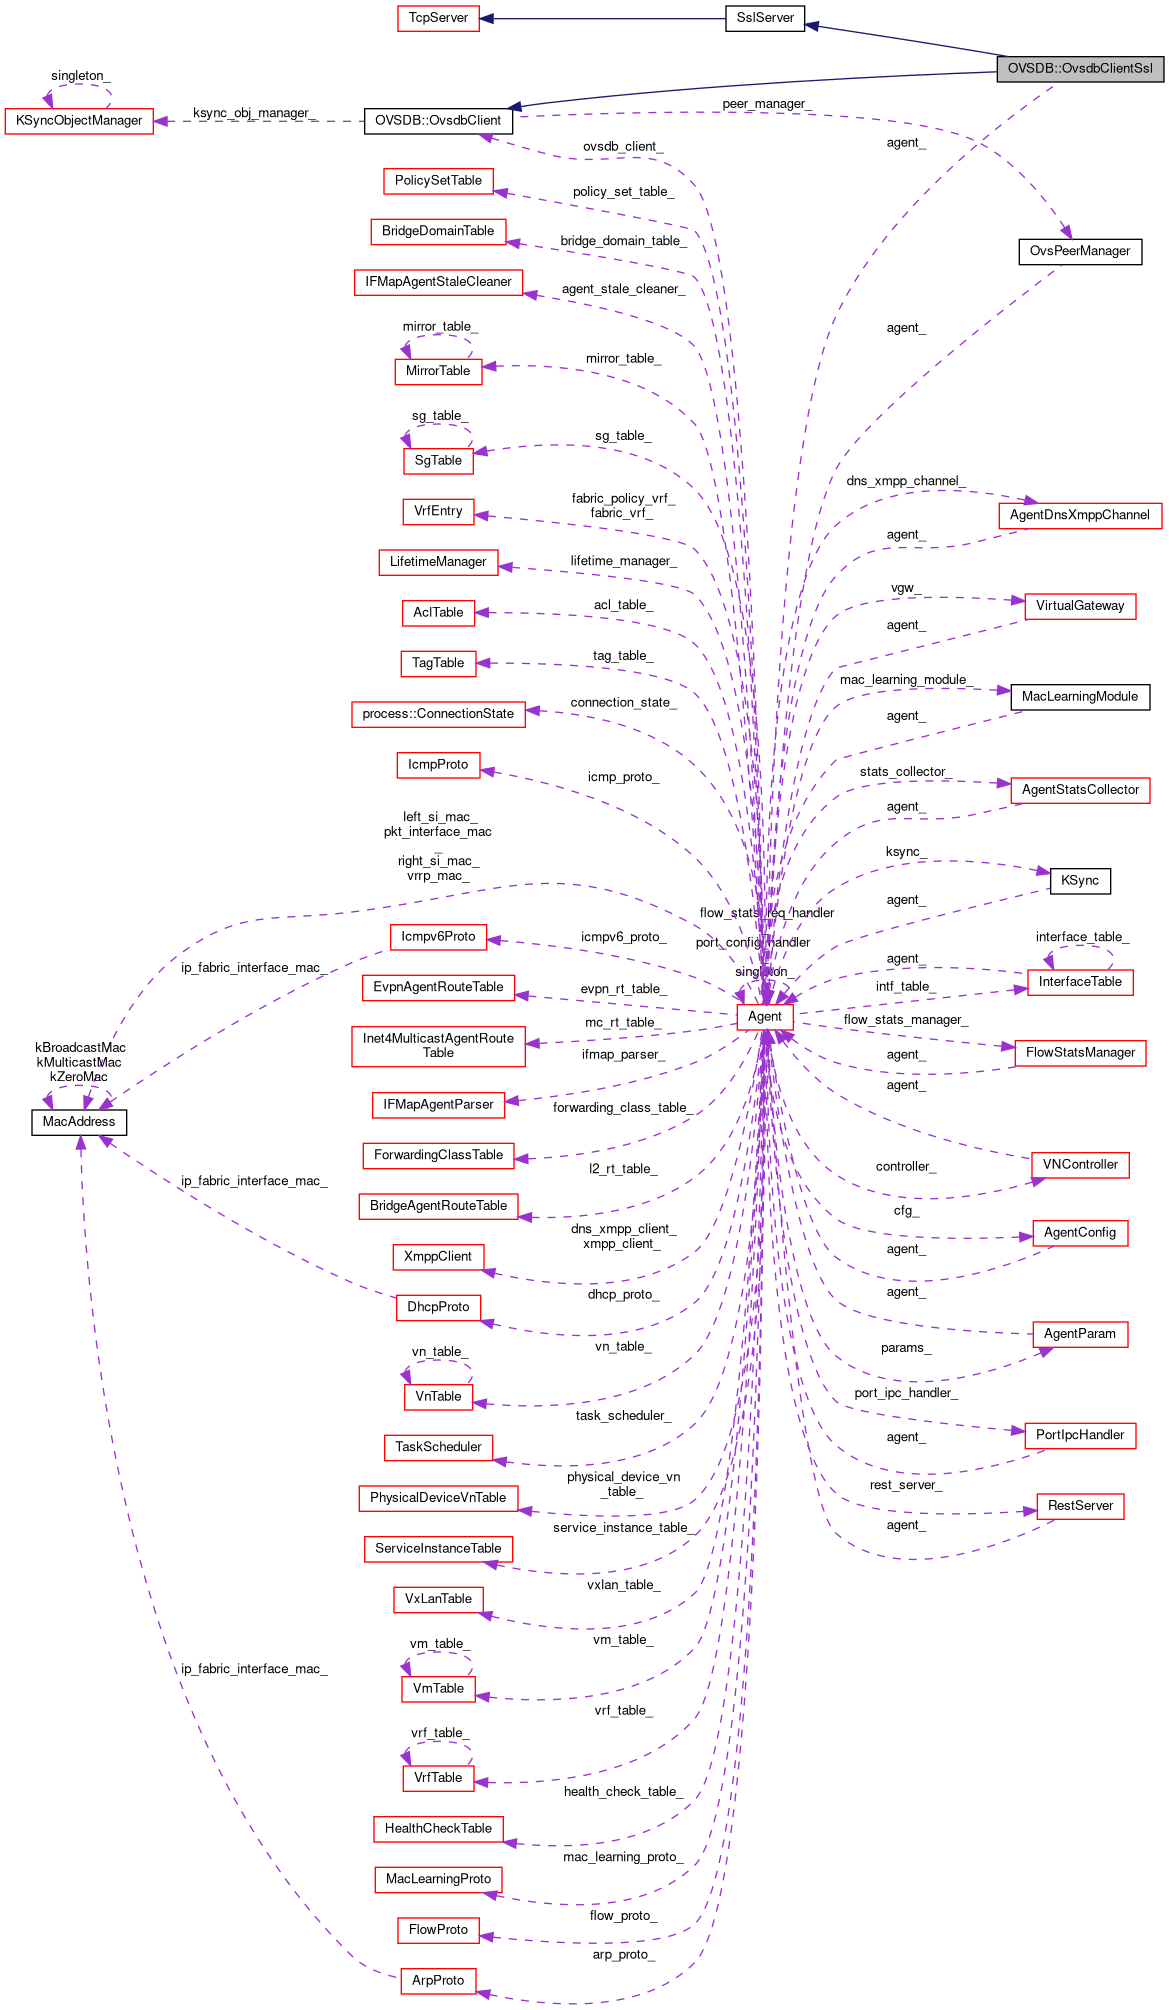 TcpServer
SslServer
OVSDB::OvsdbClientSsl
singleton_
KSyncObjectManager
ksync_obj_manager_
OVSDB::OvsdbClient
peer_manager_
agent_
ovsdb_client_
PolicySetTable
policy_set_table_
BridgeDomainTable
bridge_domain_table_
OvsPeerManager
IFMapAgentStaleCleaner
agent_stale_cleaner_
mirror_table_
agent_
MirrorTable
mirror_table_
sg_table_
SgTable
sg_table_
dns_xmpp_channel_
VrfEntry
fabric_policy_vrf_
fabric_vrf_
AgentDnsXmppChannel
agent_
LifetimeManager
lifetime_manager_
vgw_
AclTable
acl_table_
VirtualGateway
agent_
TagTable
tag_table_
mac_learning_module_
MacLearningModule
process::ConnectionState
connection_state_
agent_
IcmpProto
icmp_proto_
stats_collector_
AgentStatsCollector
agent_
left_si_mac_
pkt_interface_mac
_
right_si_mac_
vrrp_mac_
ksync_
KSync
agent_
flow_stats_req_handler
_
port_config_handler
_
singleton_
Icmpv6Proto
icmpv6_proto_
interface_table_
ip_fabric_interface_mac_
agent_
EvpnAgentRouteTable
evpn_rt_table_
intf_table_
InterfaceTable
Agent
Inet4MulticastAgentRoute
Table
mc_rt_table_
flow_stats_manager_
kBroadcastMac
kMulticastMac
kZeroMac
ifmap_parser_
agent_
FlowStatsManager
IFMapAgentParser
agent_
MacAddress
forwarding_class_table_
ForwardingClassTable
l2_rt_table_
controller_
VNController
ip_fabric_interface_mac_
BridgeAgentRouteTable
cfg_
dns_xmpp_client_
xmpp_client_
AgentConfig
XmppClient
agent_
dhcp_proto_
agent_
DhcpProto
AgentParam
vn_table_
vn_table_
params_
VnTable
port_ipc_handler_
task_scheduler_
TaskScheduler
agent_
PortIpcHandler
physical_device_vn
_table_
PhysicalDeviceVnTable
rest_server_
RestServer
service_instance_table_
agent_
ServiceInstanceTable
vxlan_table_
VxLanTable
vm_table_
vm_table_
ip_fabric_interface_mac_
VmTable
vrf_table_
vrf_table_
VrfTable
health_check_table_
HealthCheckTable
mac_learning_proto_
MacLearningProto
flow_proto_
FlowProto
arp_proto_
ArpProto